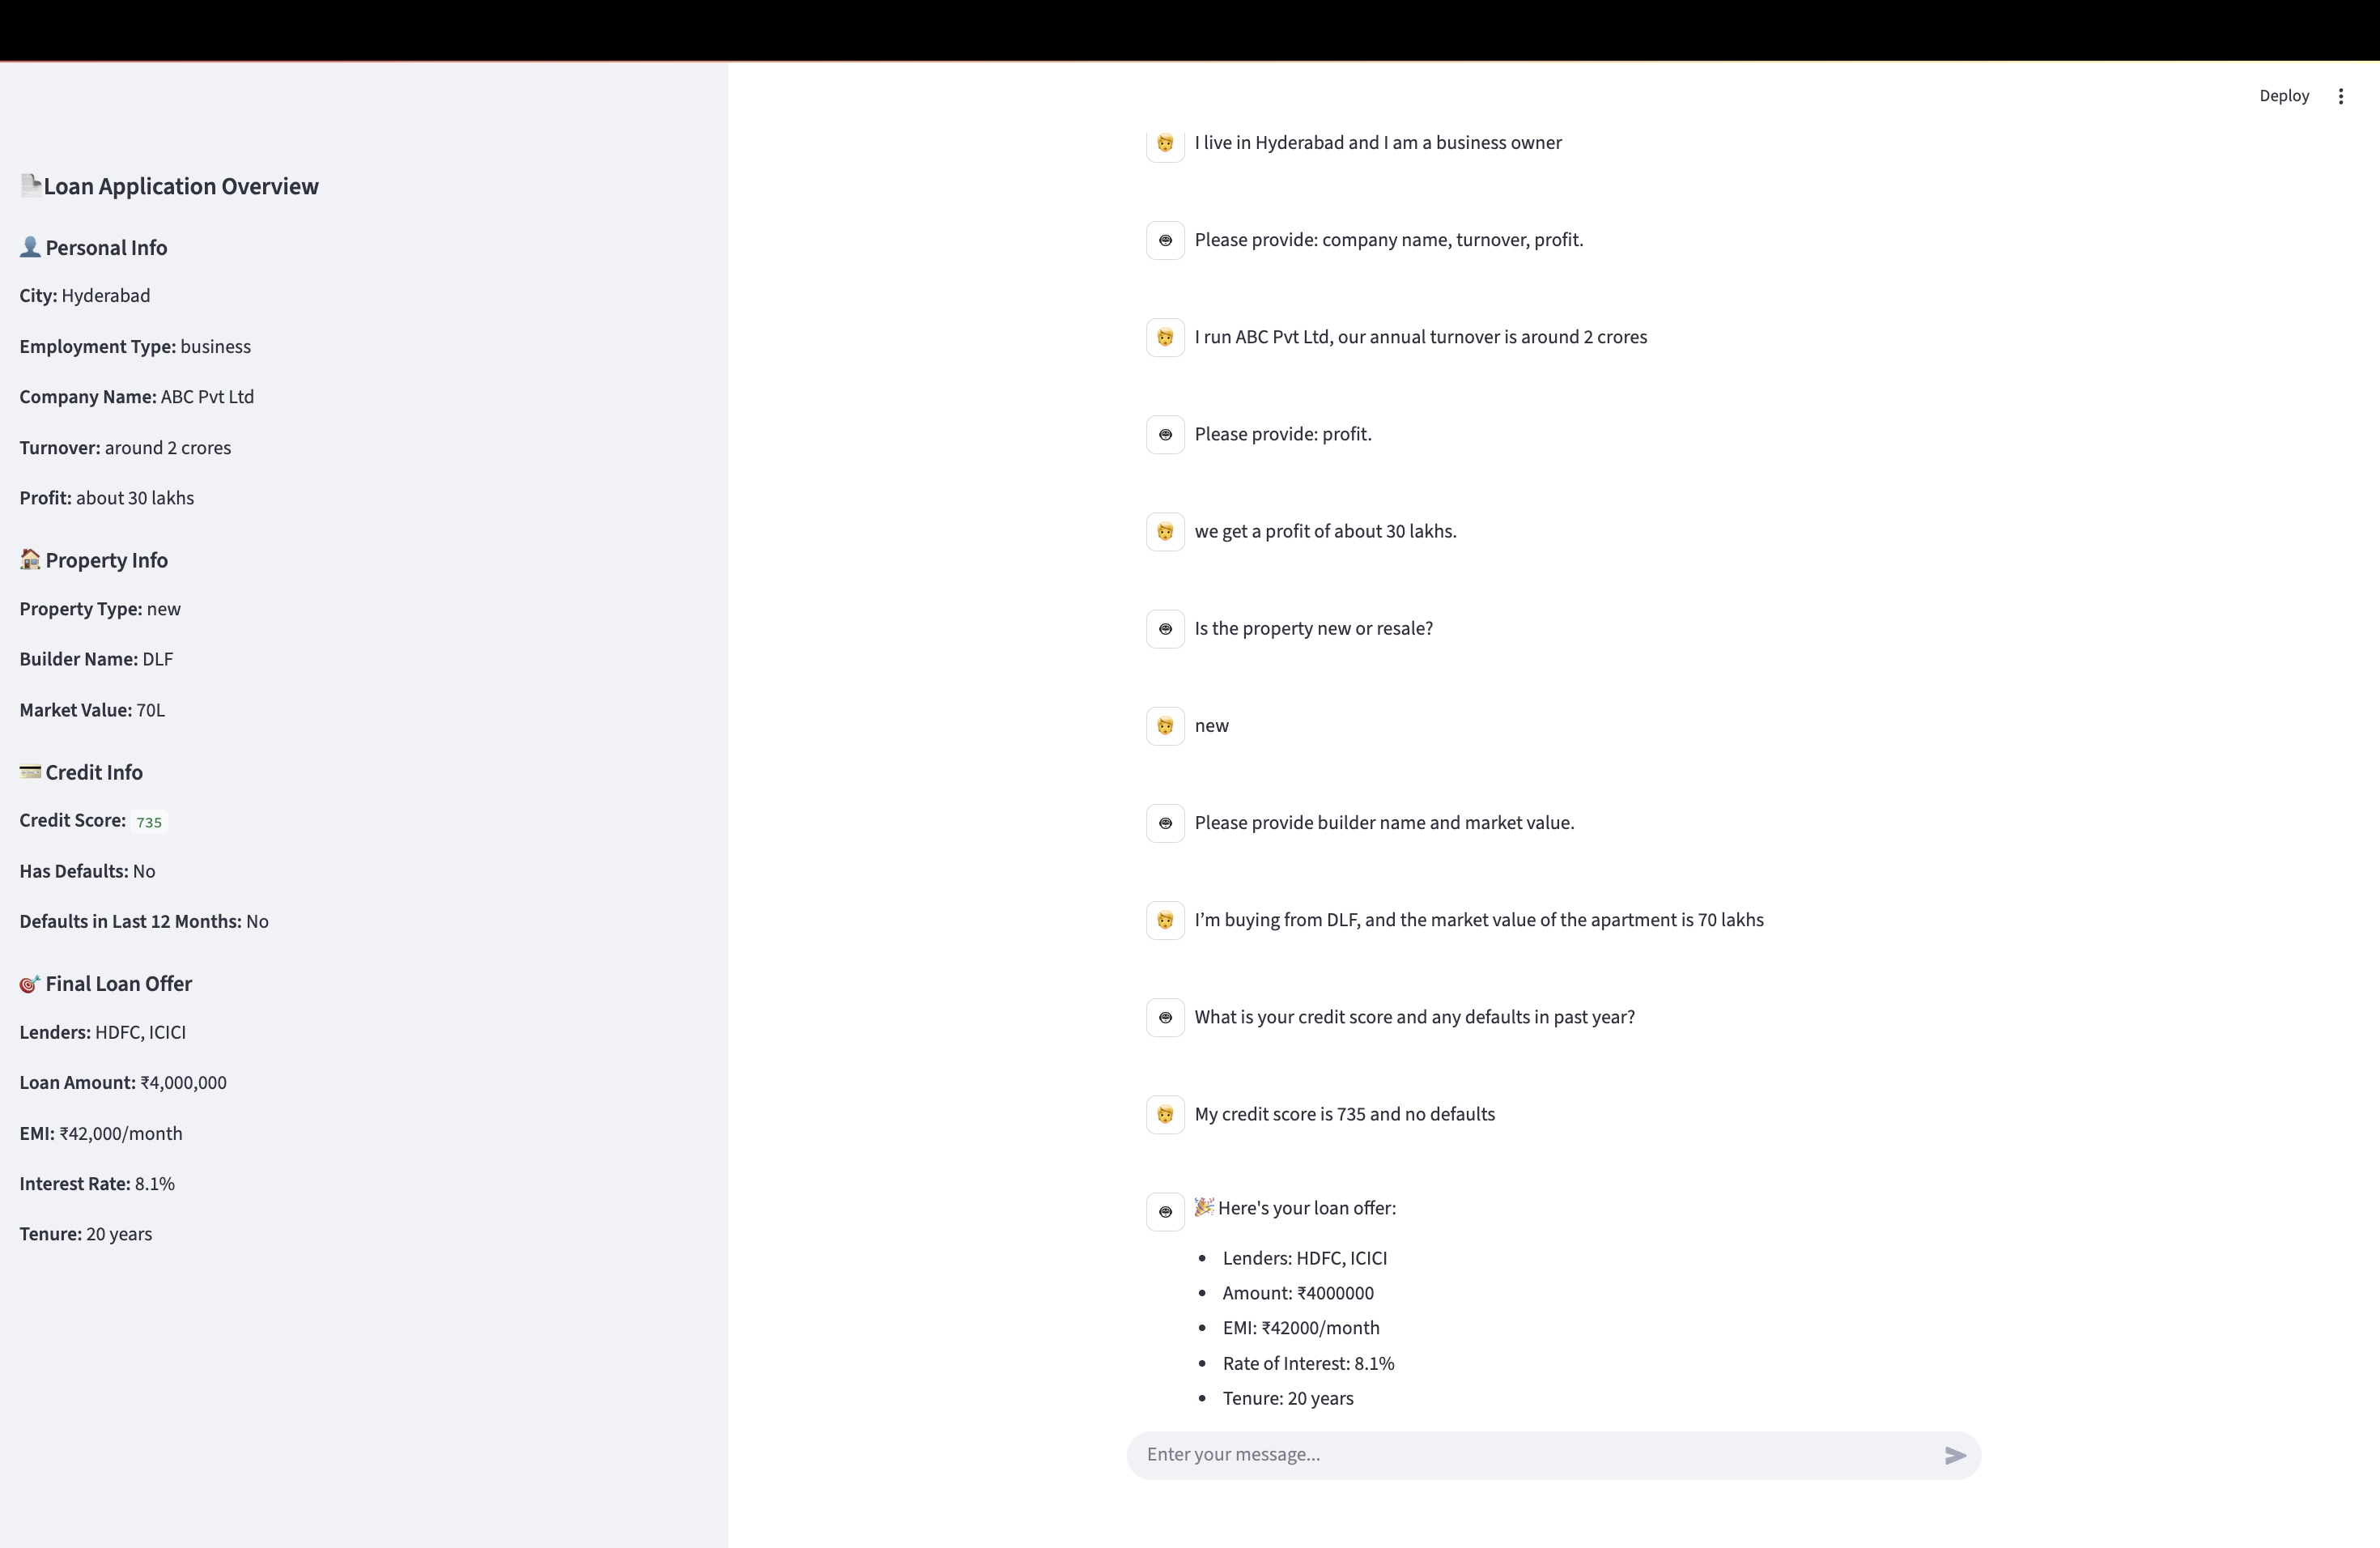 Deploy
Loan Application Overview
Personal Info
City: Hyderabad
Employment Type: business
Company Name: ABC Pvt Ltd
Turnover: around 2 crores
Profit: about 30 lakhs
Property Info
Property Type: new
Builder Name: DLF
Market Value: 70L
Credit Info
Credit Score: 735
Has Defaults: No
Defaults in Last 12 Months: No
Final Loan Offer
Lenders: HDFC, ICICI
Loan Amount: ₹4,000,000
EMI: ₹42,000/month
Interest Rate: 8.1%
Tenure: 20 years
I live in Hyderabad and I am a business owner
Please provide: company name, turnover, profit.
I run ABC Pvt Ltd, our annual turnover is around 2 crores
Please provide: profit.
we get a profit of about 30 lakhs.
Is the property new or resale?
new
Please provide builder name and market value.
I’m buying from DLF, and the market value of the apartment is 70 lakhs
What is your credit score and any defaults in past year?
My credit score is 735 and no defaults
Here's your loan offer:
• Lenders: HDFC, ICICI
• Amount: ₹4000000
• EMI: ₹42000/month
• Rate of Interest: 8.1%
• Tenure: 20 years
Enter your message...